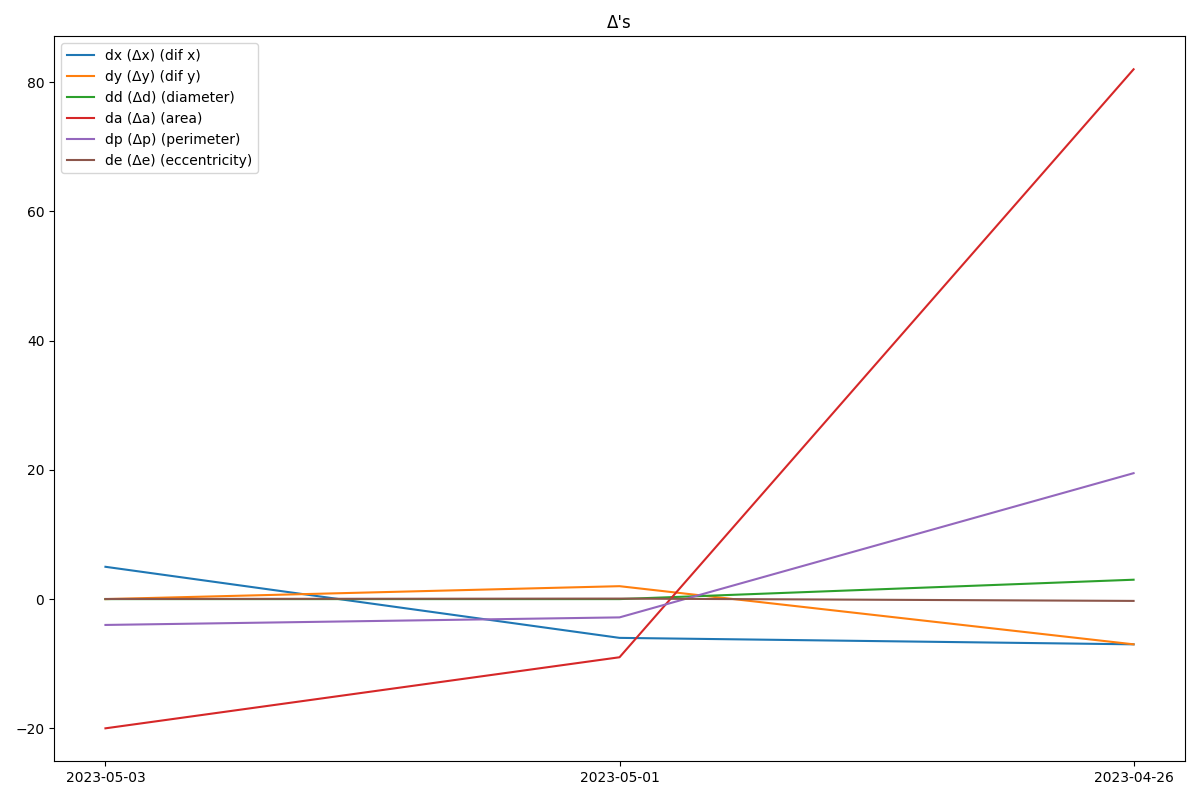 Δ's
dx (Δx) (dif x)
dy (Δy) (dif y)
dd (Δd) (diameter)
da (Δa) (area)
dp (Δp) (perimeter)
de (Δe) (eccentricity)
80
60
40
20
0
−20
2023-05-03 2023-05-01 2023-04-26